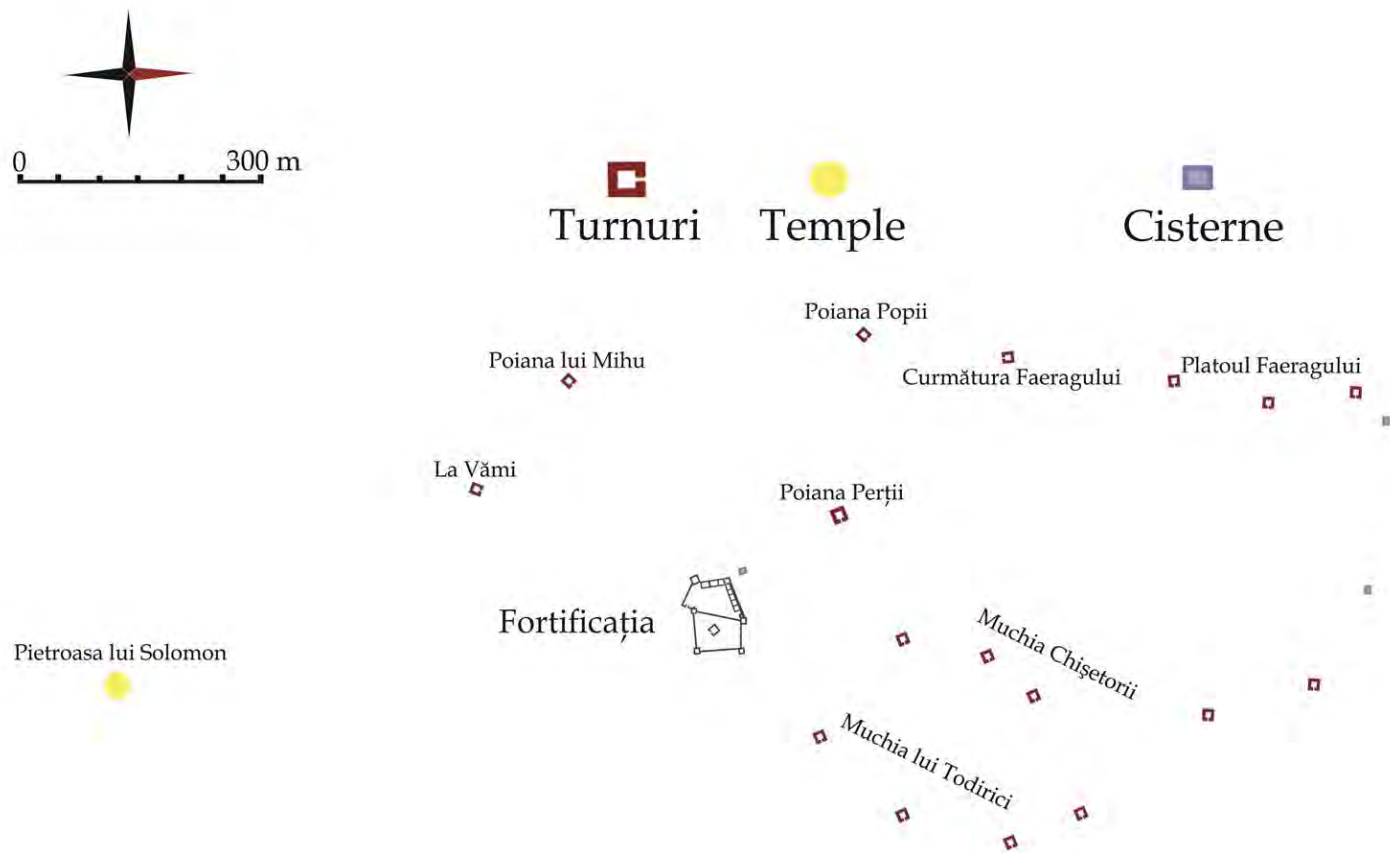 0 300 m
Turnuri Temple Cisterne
Poiana Popii
Poiana lui Mihu
Curmătura Faeragului
Platoul Faeragului
La Vămi
Poiana Perții
Fortificația
Muchia Chişetorii
Pietroasa lui Solomon
Muchia lui Todirici